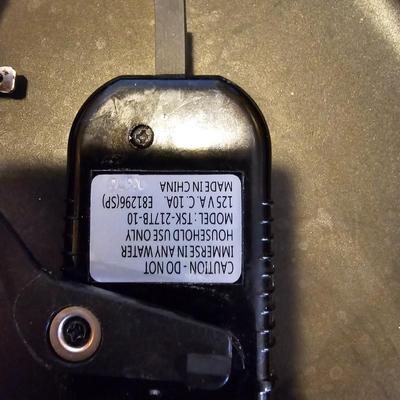 CAUTION - DO NOT
IMMERSE IN ANY WATER
HOUSEHOLD USE ONLY
MODEL: TSK-217TB-10
125 V A. C. 10A. E81296(SP)
MADE IN CHINA